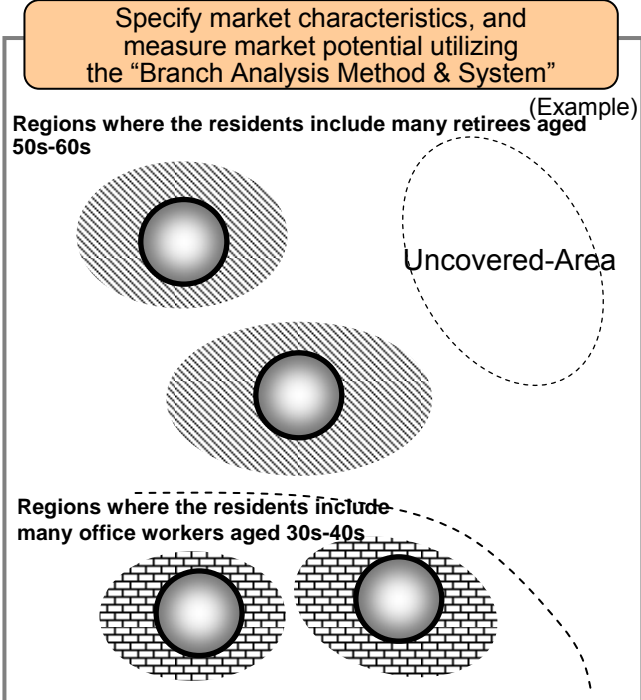 Specify market characteristics, and
measure market potential utilizing
the “Branch Analysis Method & System”
(Example)
Regions where the residents include many retirees aged
50s-60s
Uncovered-Area
Regions where the residents include
many office workers aged 30s-40s